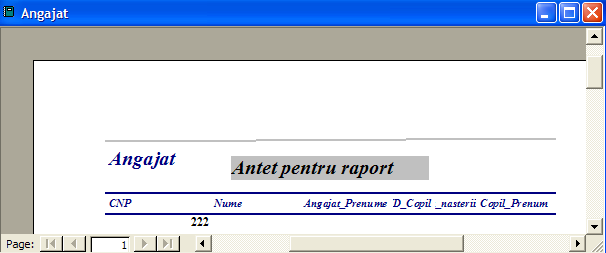 Angajat
Angajat
Antet pentru raport
CNP Nume Angajat_Prenume D_Copil _nasterii Copil_Prenum
222
Page: 1